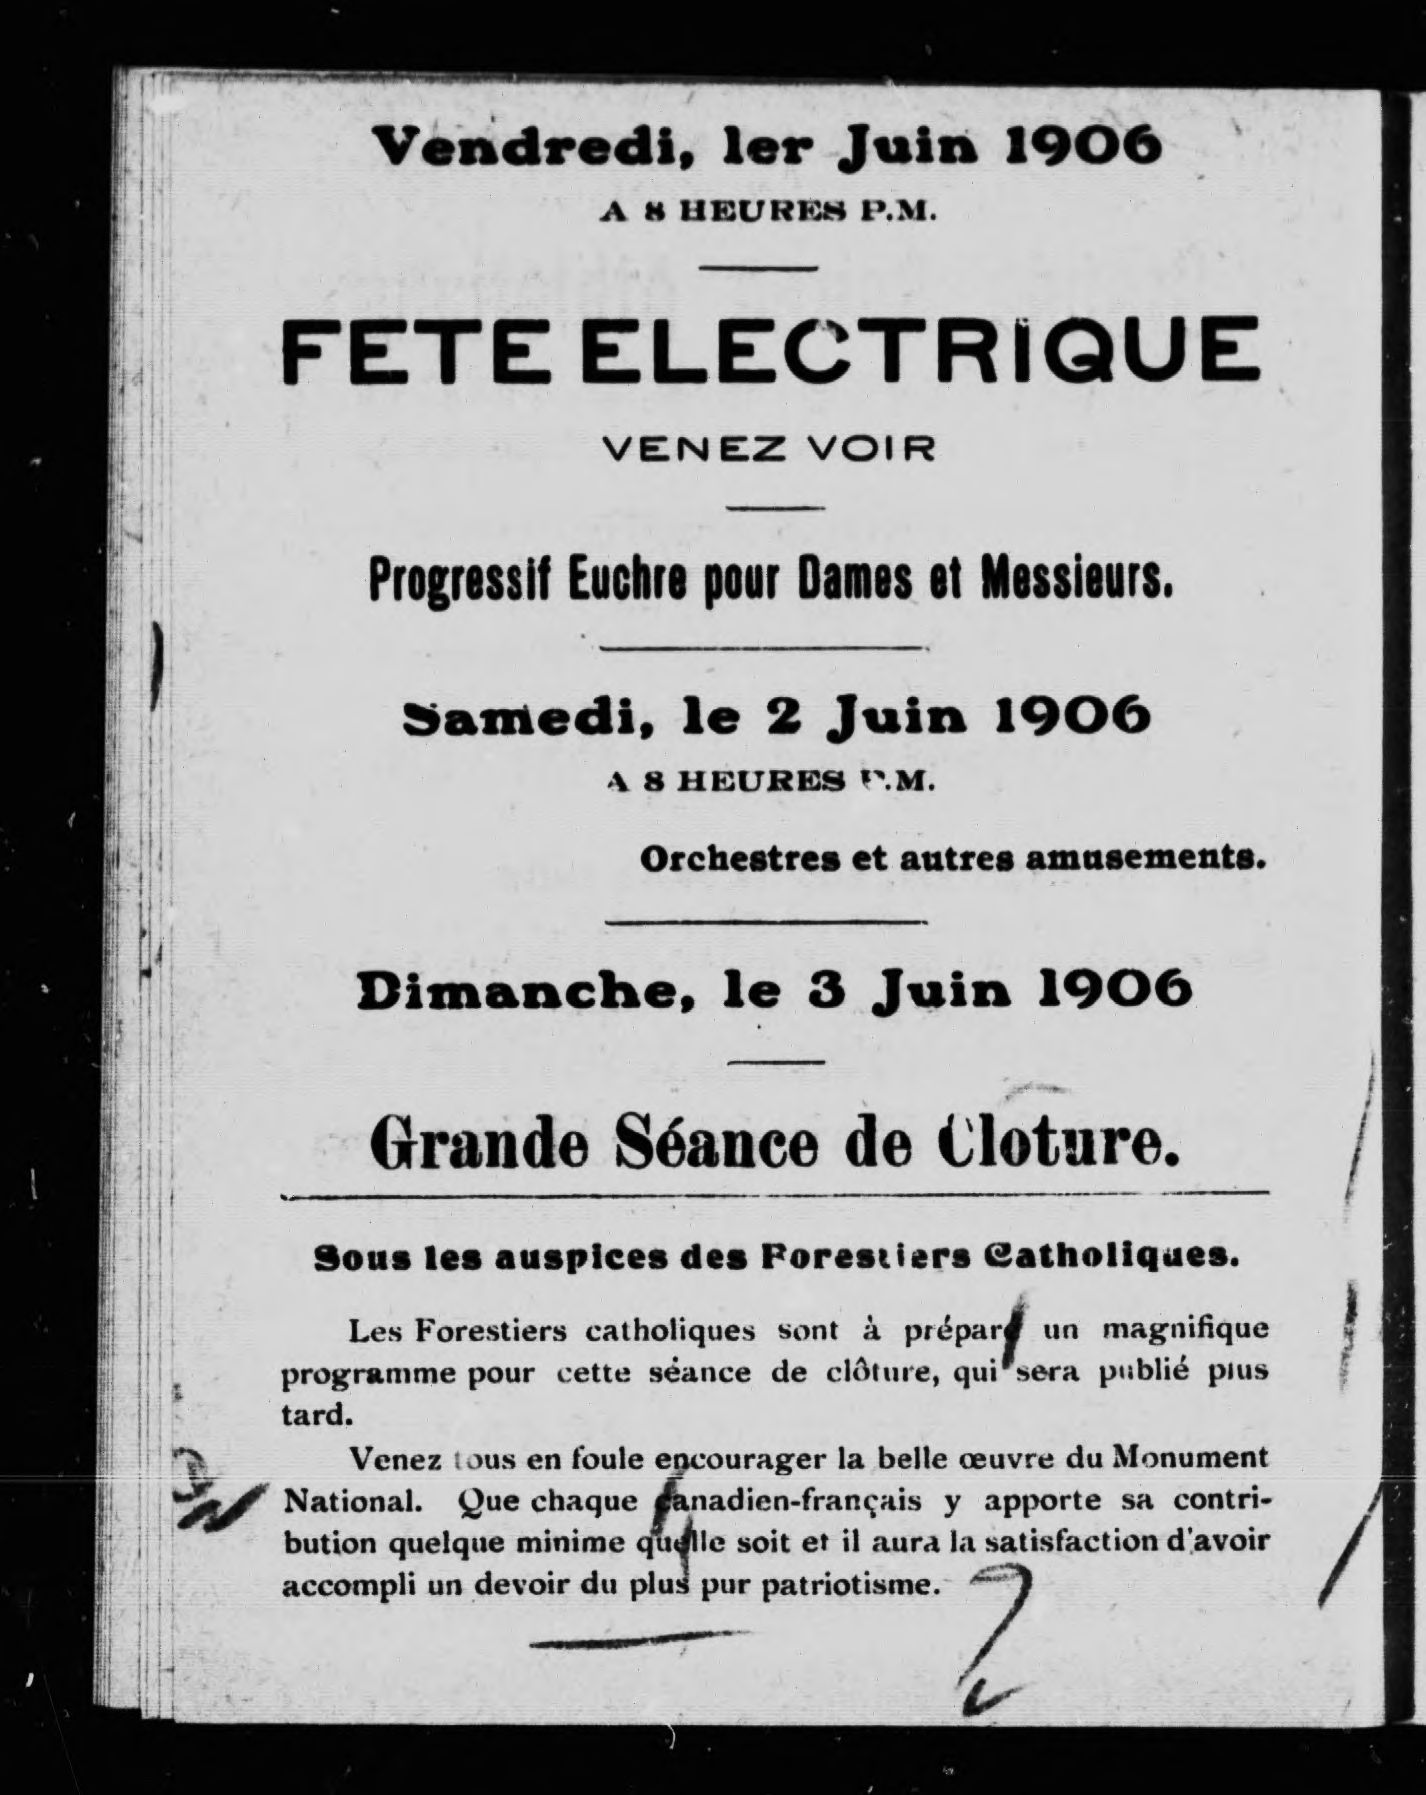 Vendredi, 1er Juin 1906
A 8 HEURES P.M.
FETE ELECTRIQUE
VENEZ VOIR
Progressif Euchre pour Dames et Messieurs.
Samedi, le 2 Juin 1906
A 8 HEURES P.M.
Orchestres et autres amusements.
Dimanche, le 3 Juin 1906
Grande Séance de Cloture.
Sous les auspices des Forestiers Catholiques.
Les Forestiers catholiques sont à préparé un magnifique
programme pour cette séance de clôture, qui sera publié plus
tard.
Venez tous en foule encourager la belle œuvre du Monument
National. Que chaque canadien-français y apporte sa contri-
bution quelque minime quelle soit et il aura la satisfaction d'avoir
accompli un devoir du plus pur patriotisme.